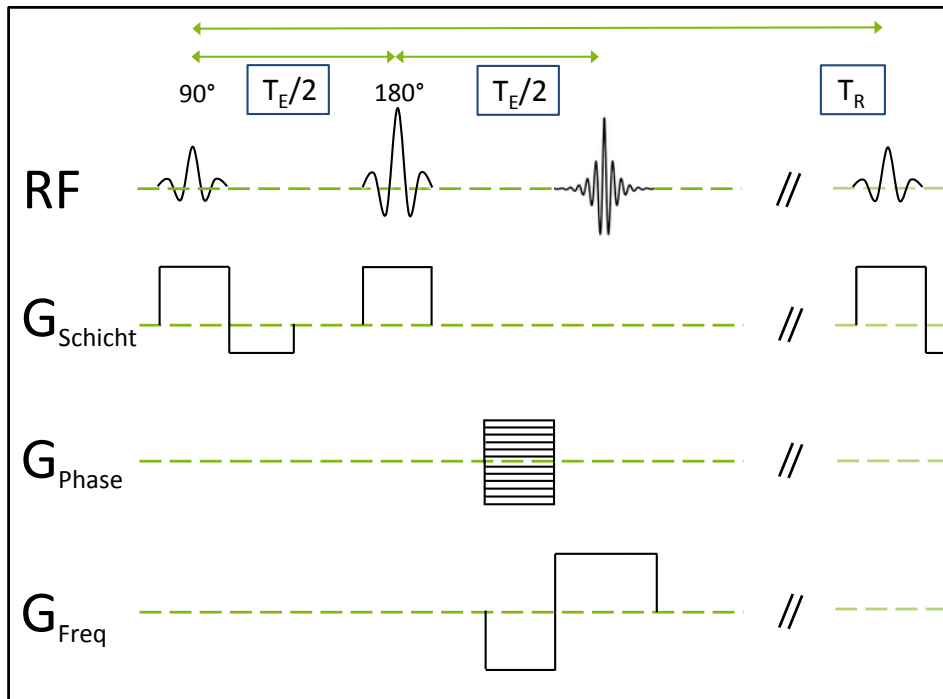 90° T_E/2 180° T_E/2 T_R
RF
G_Schicht
G_Phase
G_Freq